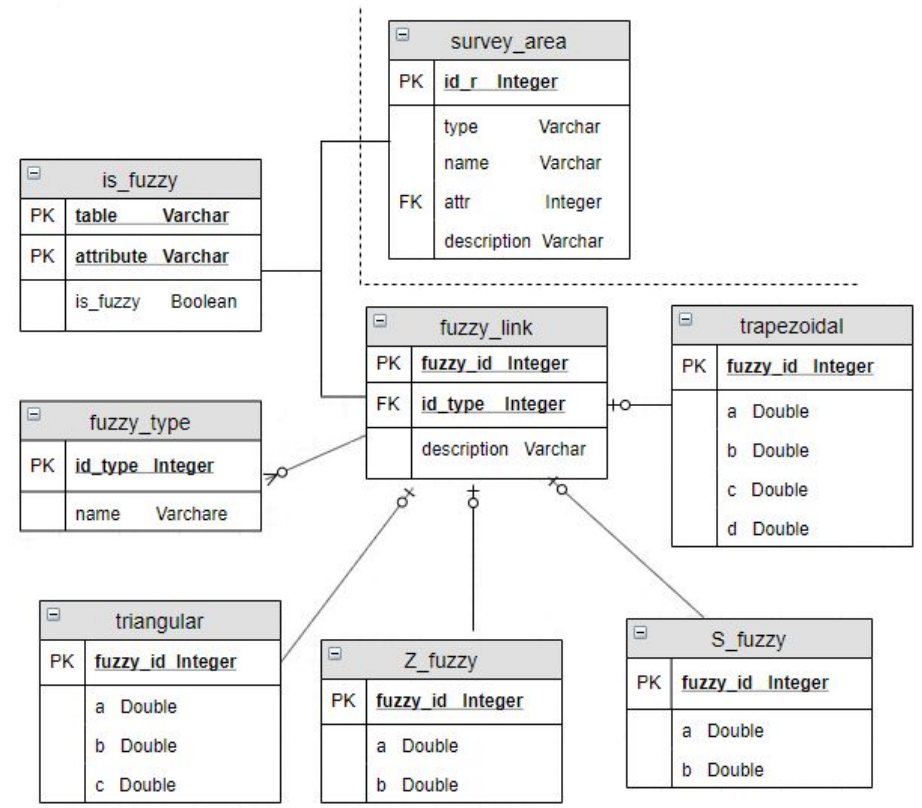 survey_area
PK id_r Integer
type Varchar
name Varchar
FK attr Integer
description Varchar
is_fuzzy
PK table Varchar
PK attribute Varchar
is_fuzzy Boolean
fuzzy_link
PK fuzzy_id Integer
FK id_type Integer
description Varchar
trapezoidal
PK fuzzy_id Integer
a Double
b Double
c Double
d Double
fuzzy_type
PK id_type Integer
name Varchare
triangular
PK fuzzy_id Integer
a Double
b Double
c Double
Z_fuzzy
PK fuzzy_id Integer
a Double
b Double
S_fuzzy
PK fuzzy_id Integer
a Double
b Double